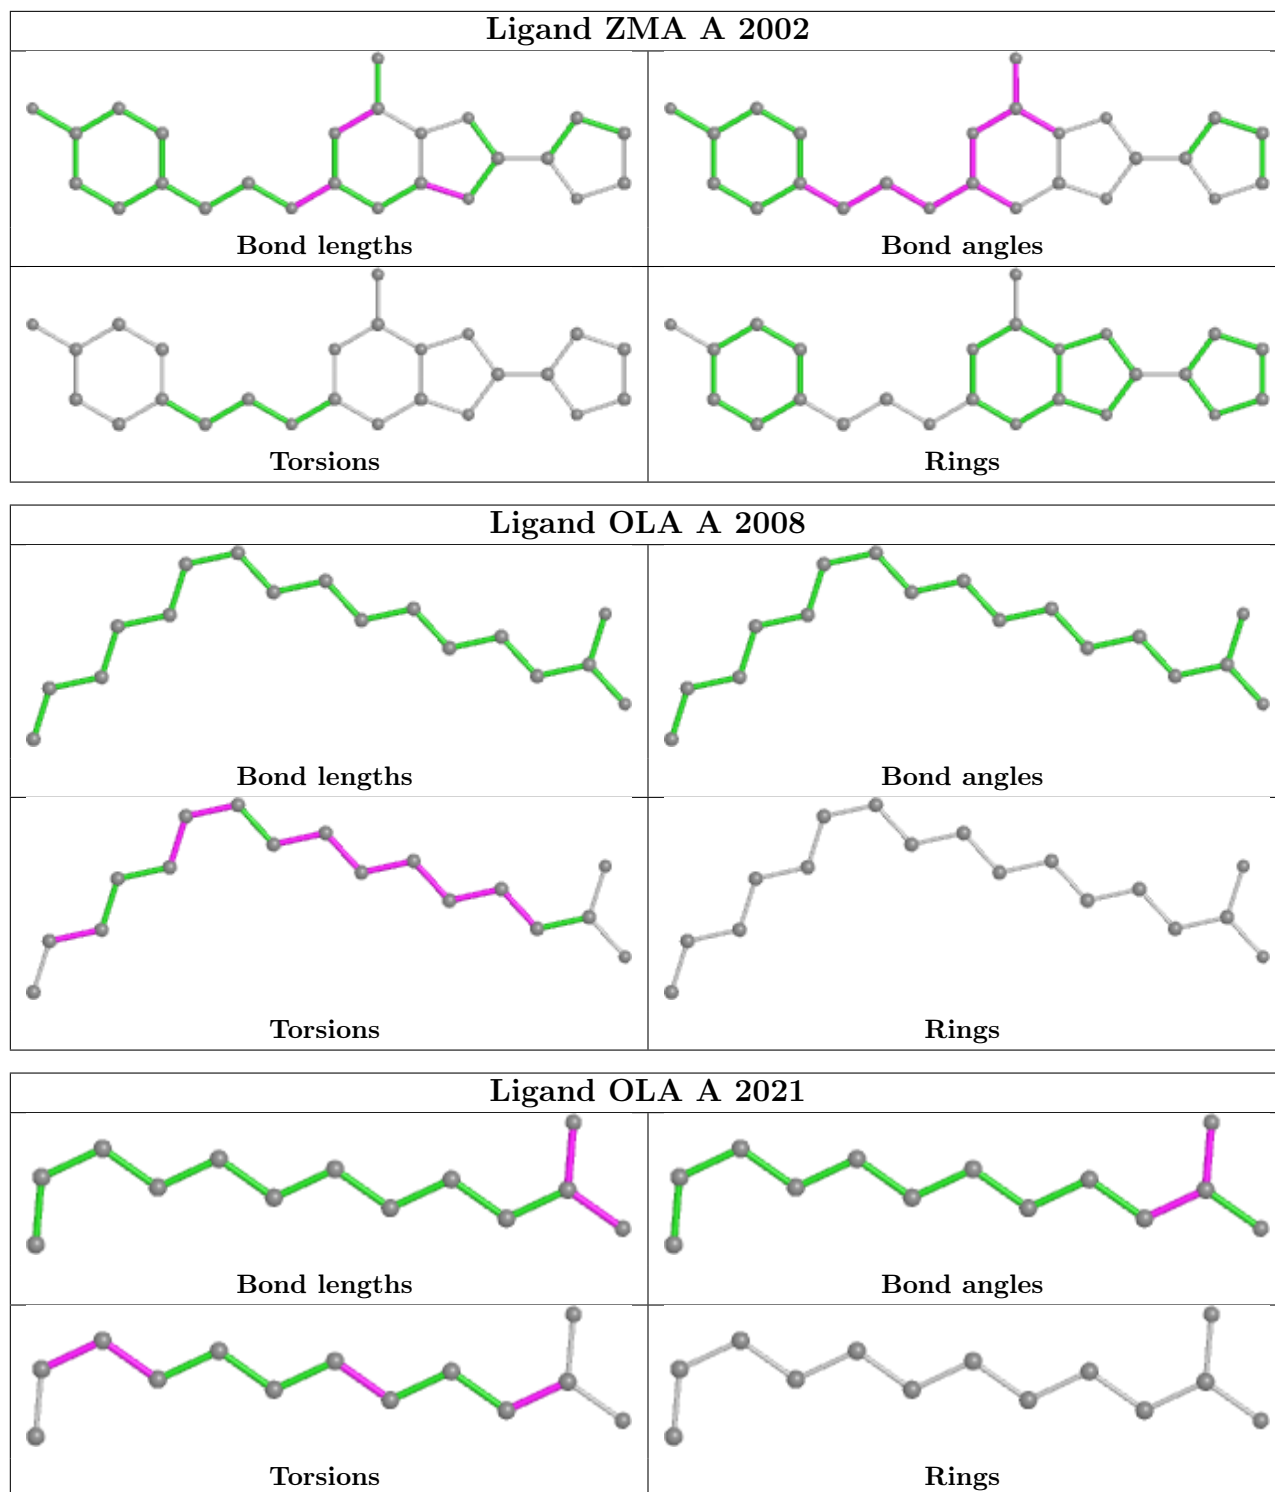 Ligand ZMA A 2002
Bond lengths
Bond angles
Torsions
Rings
Ligand OLA A 2008
Bond lengths
Bond angles
Torsions
Rings
Ligand OLA A 2021
Bond lengths
Bond angles
Torsions
Rings